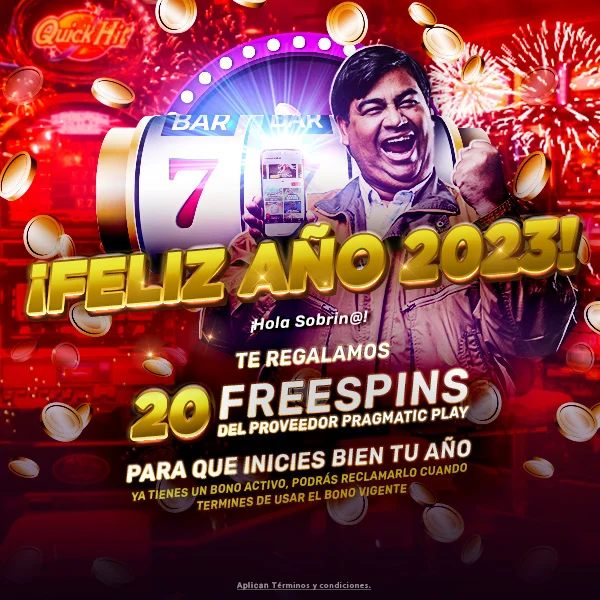 Quick Hit
BAR BAR
7 7
¡FELIZ AÑO 2023!
¡Hola Sobrin@!
TE REGALAMOS
20 FREESPINS
DEL PROVEEDOR PRAGMATIC PLAY
PARA QUE INICIES BIEN TU AÑO
YA TIENES UN BONO ACTIVO, PODRÁS RECLAMARLO CUANDO
TERMINES DE USAR EL BONO VIGENTE
Aplican Términos y condiciones.